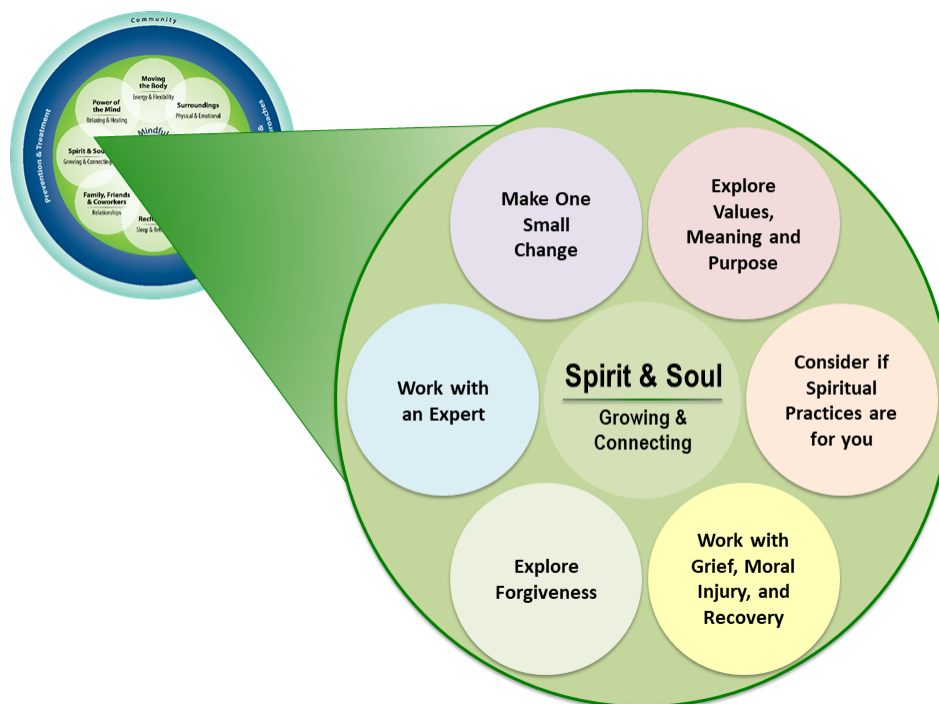 Community
Prevention & Treatment
Moving
the Body
Energy & Flexibility
Power of
the Mind
Relaxing & Healing
Surroundings
Physical & Emotional
Mindful
Spirit & Sou
Growing & Connecting
Family, Friends
& Coworkers
Relationships
Make One
Small
Change
Explore
Values,
Meaning and
Purpose
Work with
an Expert
Spirit & Soul
Growing &
Connecting
Consider if
Spiritual
Practices are
for you
Explore
Forgiveness
Work with
Grief, Moral
Injury, and
Recovery